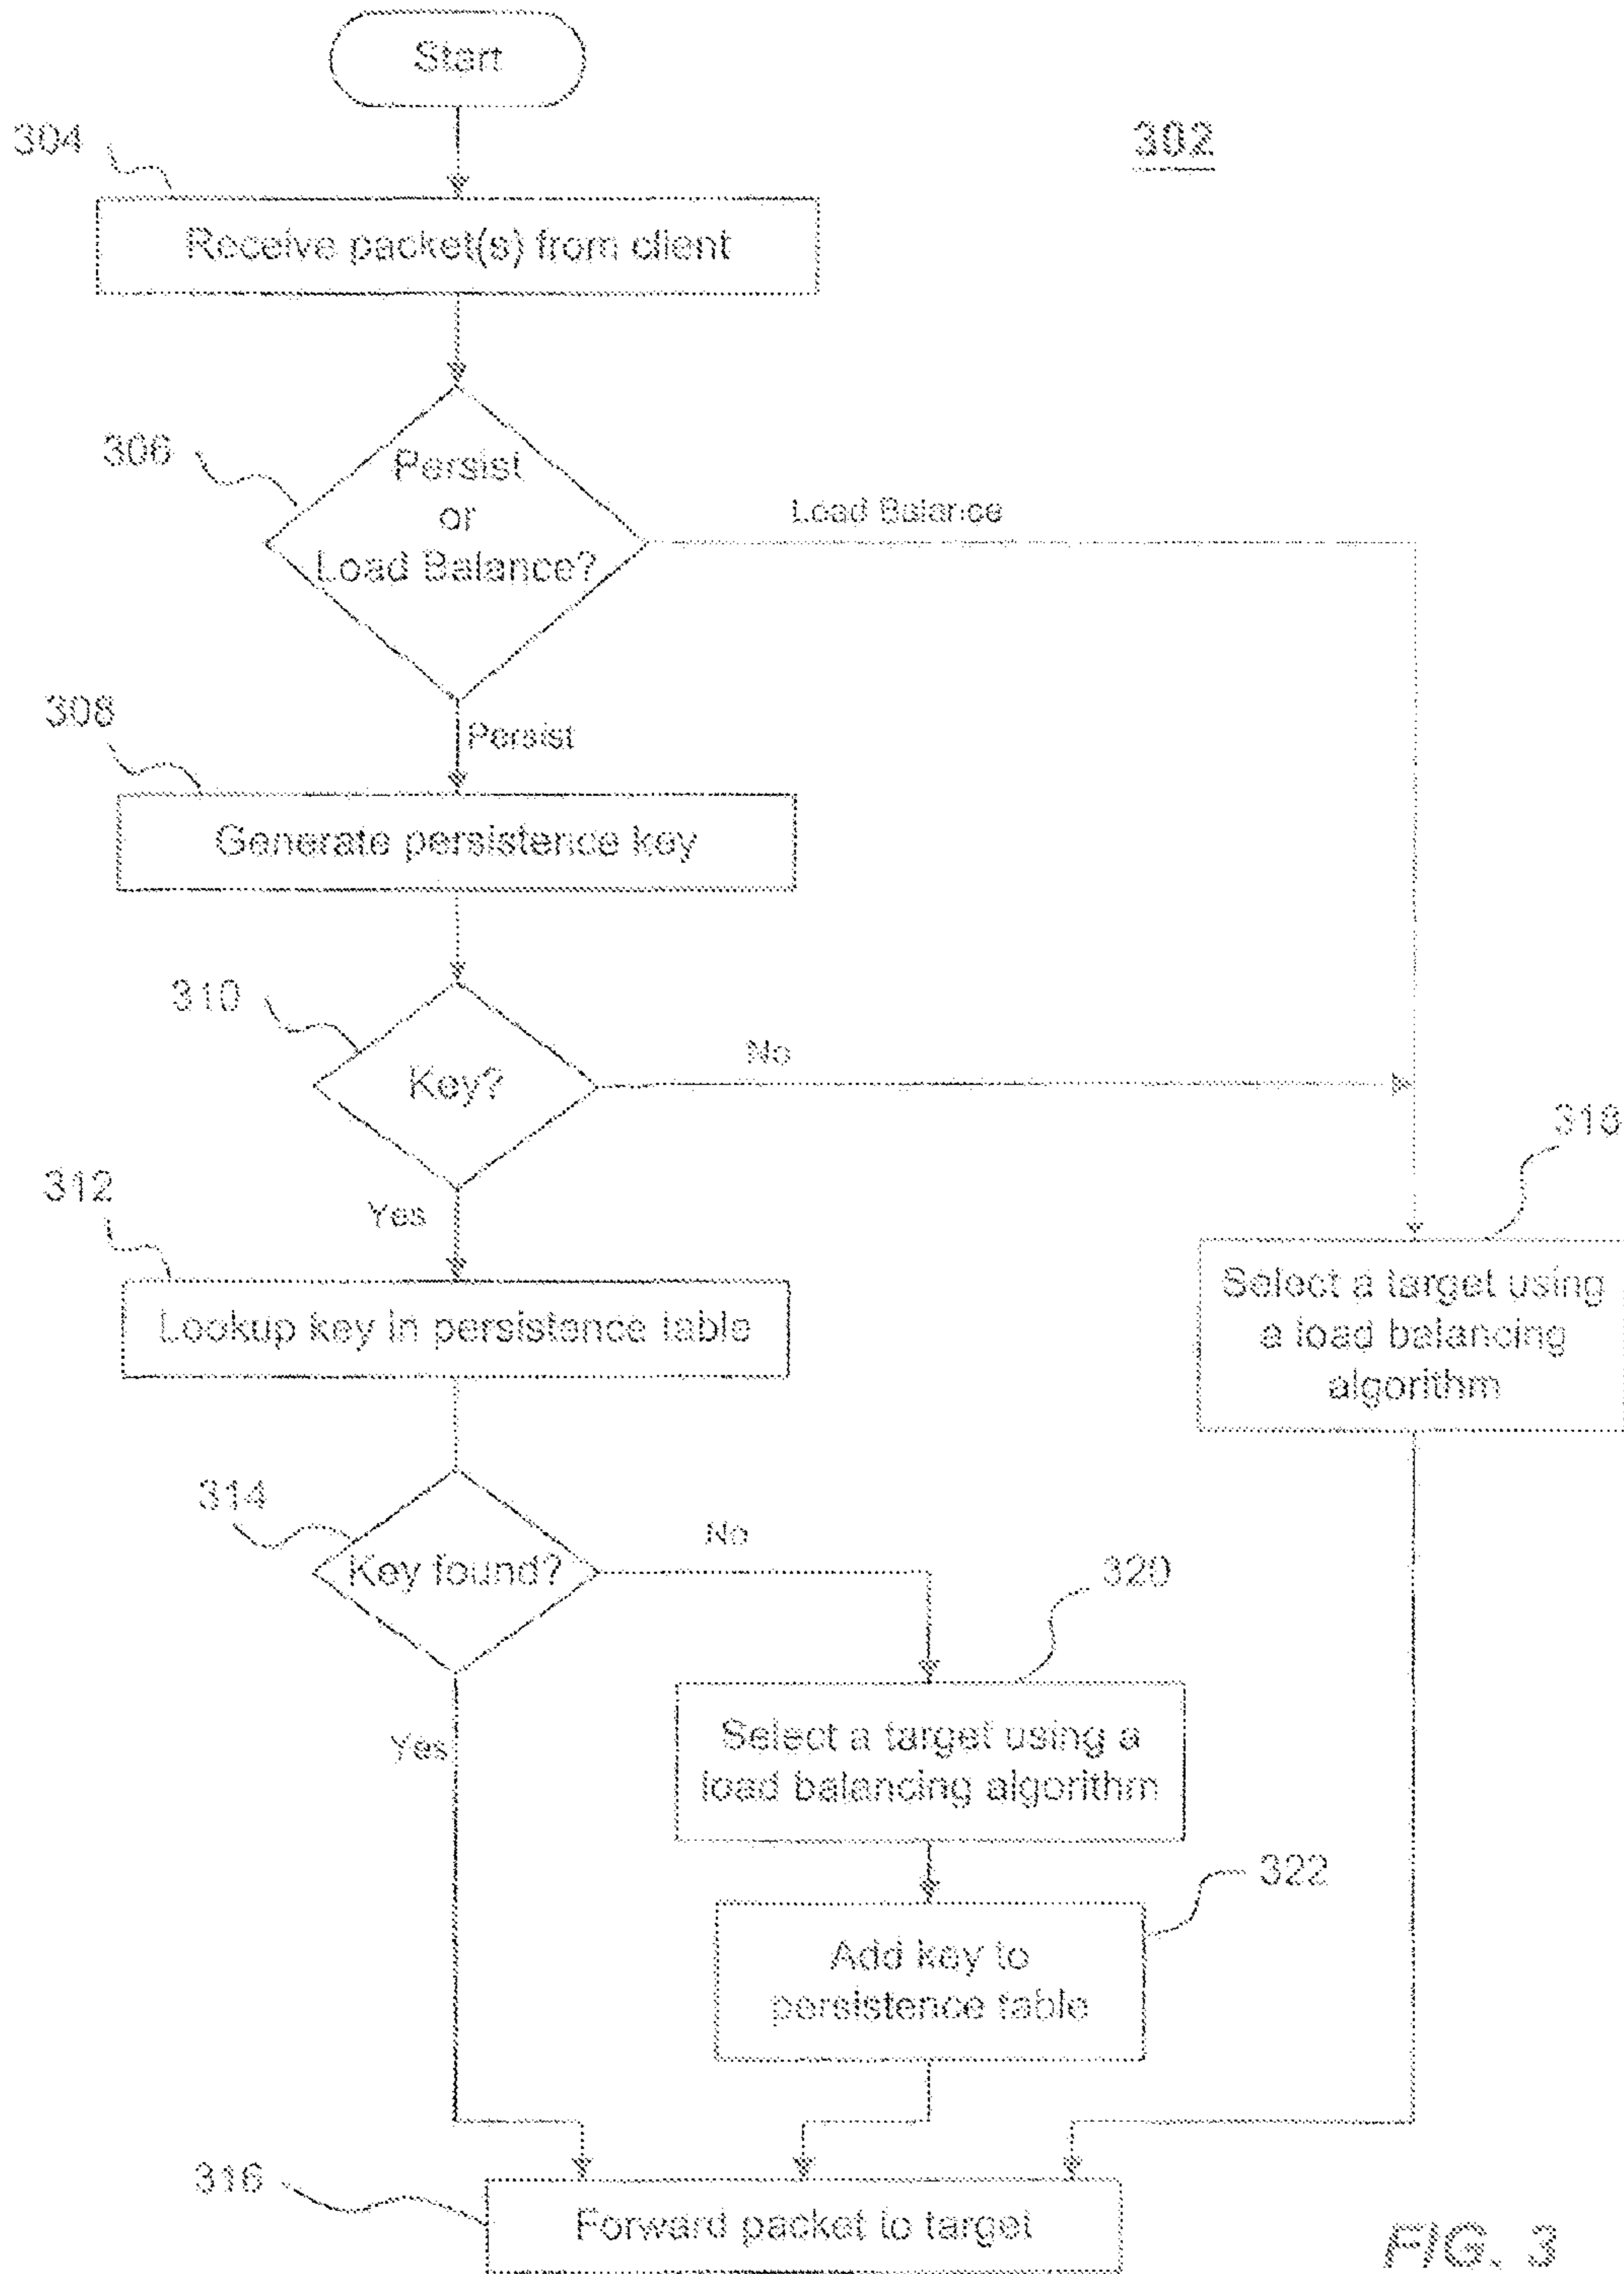 Start
304
302
Receive packet(s) from client
306
Persist
or
Load Balance?
Load Balance
308
Persist
Generate persistence key
310
Key?
No
318
312
Yes
Lookup key in persistence table
Select a target using
a load balancing
algorithm
314
Key found?
No
320
Yes
Select a target using a
load balancing algorithm
322
Add key to
persistence table
316
Forward packet to target
FIG. 3